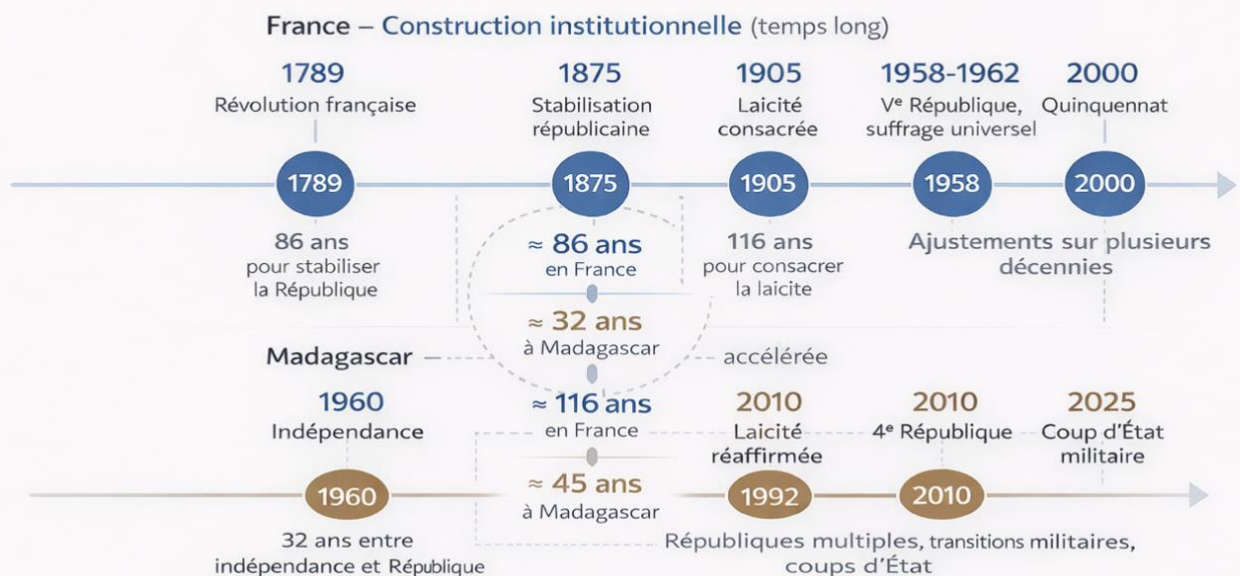 France – Construction institutionnelle (temps long)
1789
Révolution française
1875
Stabilisation
républicaine
1905
Laicité
consacrée
1958-1962
Vᵉ République,
suffrage universel
2000
Quinquennat
1789
1875
1905
1958
2000
86 ans
pour stabiliser
la République
≈ 86 ans
en France
116 ans
pour consacrer
la laicite
Ajustements sur plusieurs
décennies
≈ 32 ans
à Madagascar
Madagascar — accélérée
1960
Indépendance
≈ 116 ans
en France
2010
Laicité
réaffirmée
2010
4ᵉ République
2025
Coup d'État
militaire
1960
≈ 45 ans
à Madagascar
1992
2010
32 ans entre
indépendance et République
Républiques multiples, transitions militaires,
coups d'État